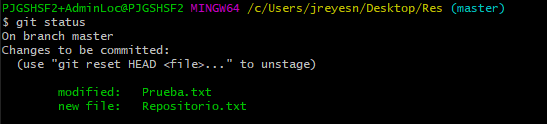 PJGSHSF2+AdminLoc@PJGSHSF2 MINGW64 /c/Users/jreyesn/Desktop/Res (master)
$ git status
On branch master
Changes to be committed:
  (use "git reset HEAD <file>..." to unstage)

        modified:   Prueba.txt
        new file:   Repositorio.txt